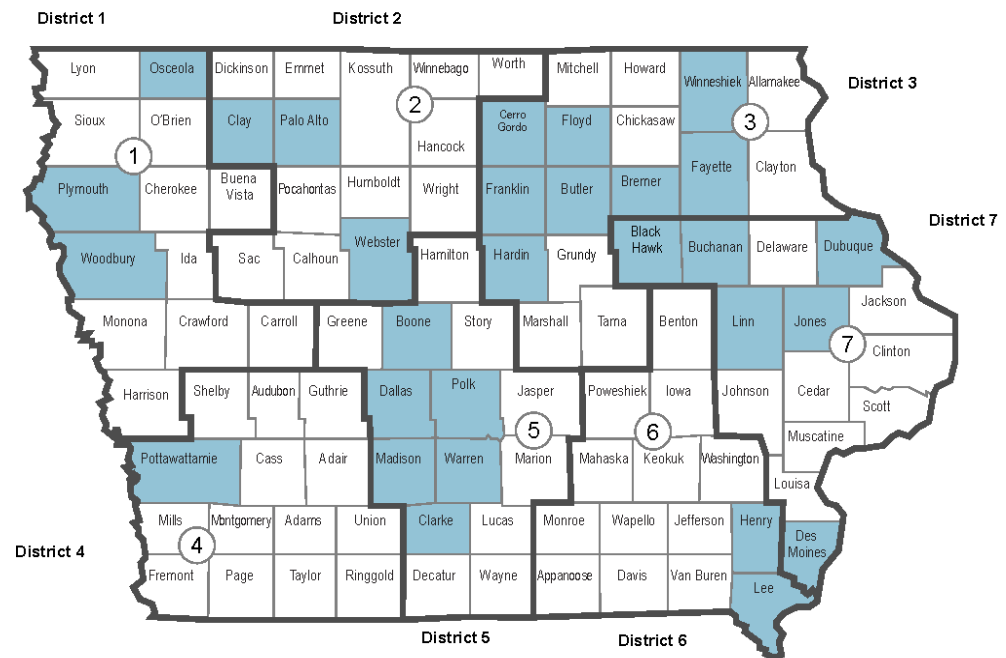 District 1
District 2
Lyon
Osceola
Dickinson
Emmet
Kossuth
Winnebago
Worth
Mitchell
Howard
Winneshiek
Allamakee
District 3
Sioux
O'Brien
Clay
Palo Alto
2
Hancock
Cerro
Gordo
Floyd
Chickasaw
3
1
Plymouth
Cherokee
Buena
Vista
Pocahontas
Humboldt
Wright
Franklin
Butler
Bremer
Fayette
Clayton
District 7
Woodbury
Ida
Sac
Calhoun
Webster
Hamilton
Hardin
Grundy
Black
Hawk
Buchanan
Delaware
Dubuque
Monona
Crawford
Carroll
Greene
Boone
Story
Marshall
Tama
Benton
Linn
Jones
Jackson
7
Clinton
Harrison
Shelby
Audubon
Guthrie
Dallas
Polk
Jasper
Poweshiek
Iowa
Johnson
Cedar
Scott
5
6
Muscatine
Pottawattamie
Cass
Adair
Madison
Warren
Marion
Mahaska
Keokuk
Washington
Louisa
Mills
Montgomery
Adams
Union
Clarke
Lucas
Monroe
Wapello
Jefferson
Henry
Des
Moines
District 4
4
Fremont
Page
Taylor
Ringgold
Decatur
Wayne
Appanoose
Davis
Van Buren
Lee
District 5
District 6